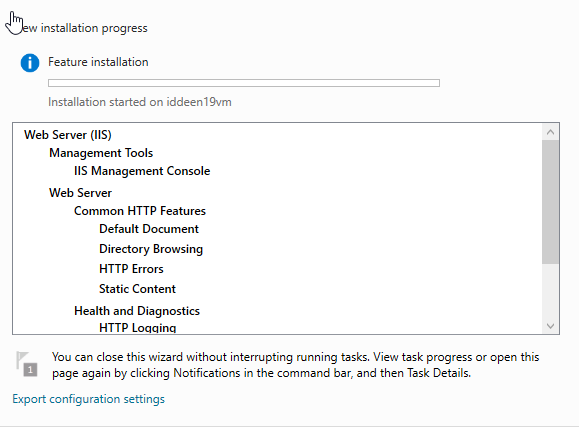 ew installation progress
Feature installation
Installation started on iddeen19vm
Web Server (IIS)
Management Tools
IIS Management Console
Web Server
Common HTTP Features
Default Document
Directory Browsing
HTTP Errors
Static Content
Health and Diagnostics
HTTP Logging
1
You can close this wizard without interrupting running tasks. View task progress or open this
page again by clicking Notifications in the command bar, and then Task Details.
Export configuration settings